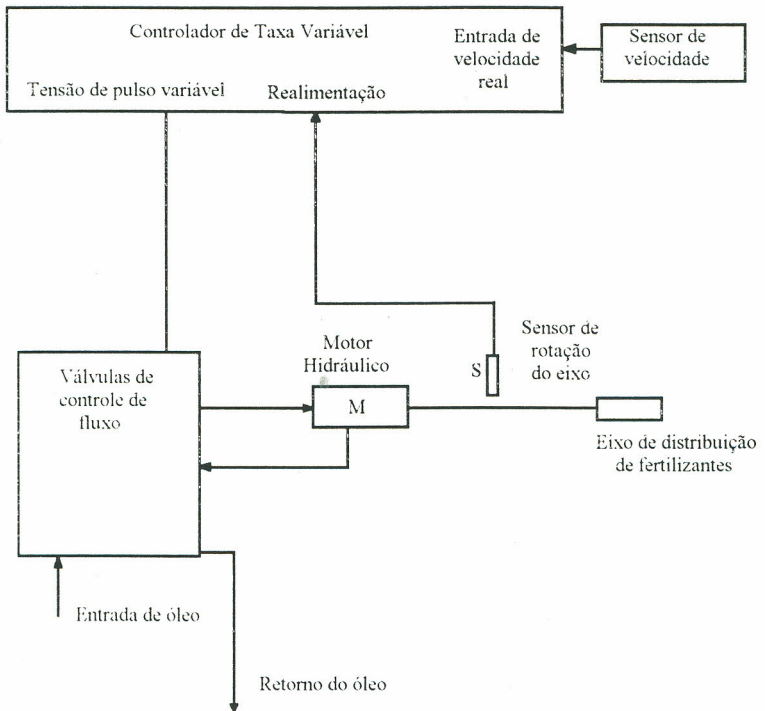 Controlador de Taxa Variável
Entrada de
velocidade
real
Sensor de
velocidade
Tensão de pulso variável
Realimentação
Sensor de
rotação
do eixo
Motor
Hidráulico
S
M
Válvulas de
controle de
fluxo
Eixo de distribuição
de fertilizantes
Entrada de óleo
Retorno do óleo